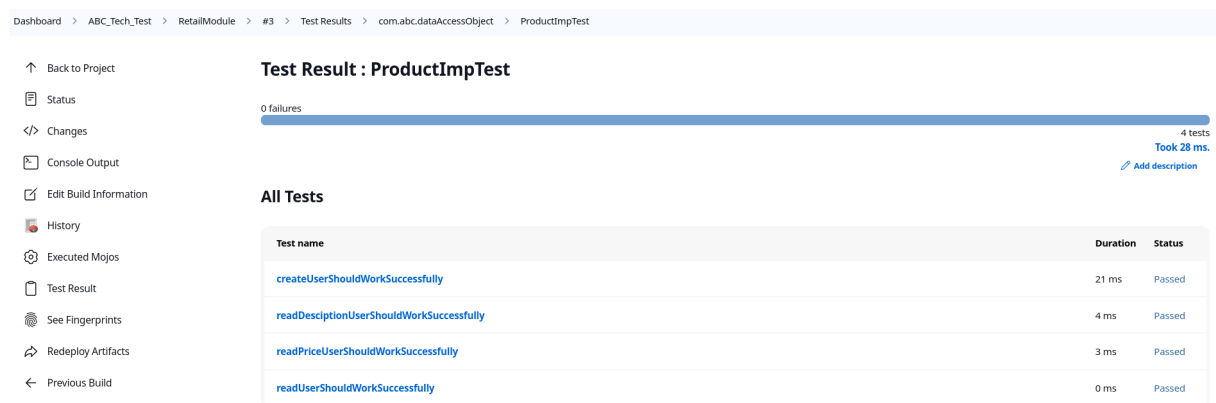 Dashboard > ABC_Tech_Test > RetailModule > #3 > Test Results > com.abc.dataAccessObject > ProductImpTest
Back to Project
Status
Changes
Console Output
Edit Build Information
History
Executed Mojos
Test Result
See Fingerprints
Redeploy Artifacts
Previous Build
Test Result : ProductImpTest
0 failures
4 tests
Took 28 ms.
Add description
All Tests
Test name Duration Status
createUserShouldWorkSuccessfully 21 ms Passed
readDesciptionUserShouldWorkSuccessfully 4 ms Passed
readPriceUserShouldWorkSuccessfully 3 ms Passed
readUserShouldWorkSuccessfully 0 ms Passed